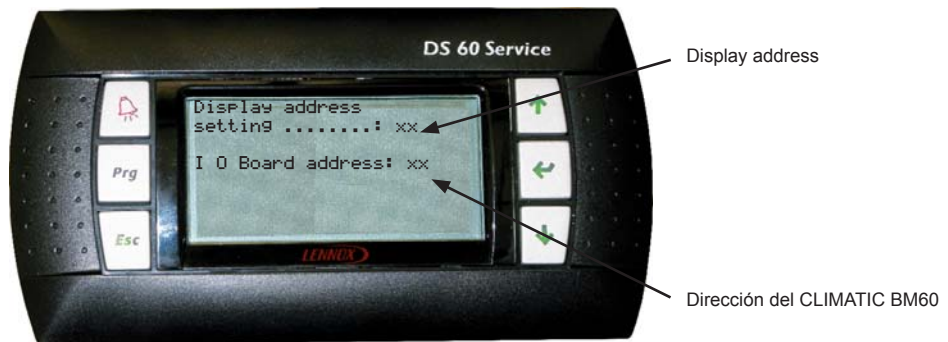 DS 60 Service
Display address
Display address
setting ........: xx
I O Board address: xx
Prg
Esc
LENNOX
Dirección del CLIMATIC BM60